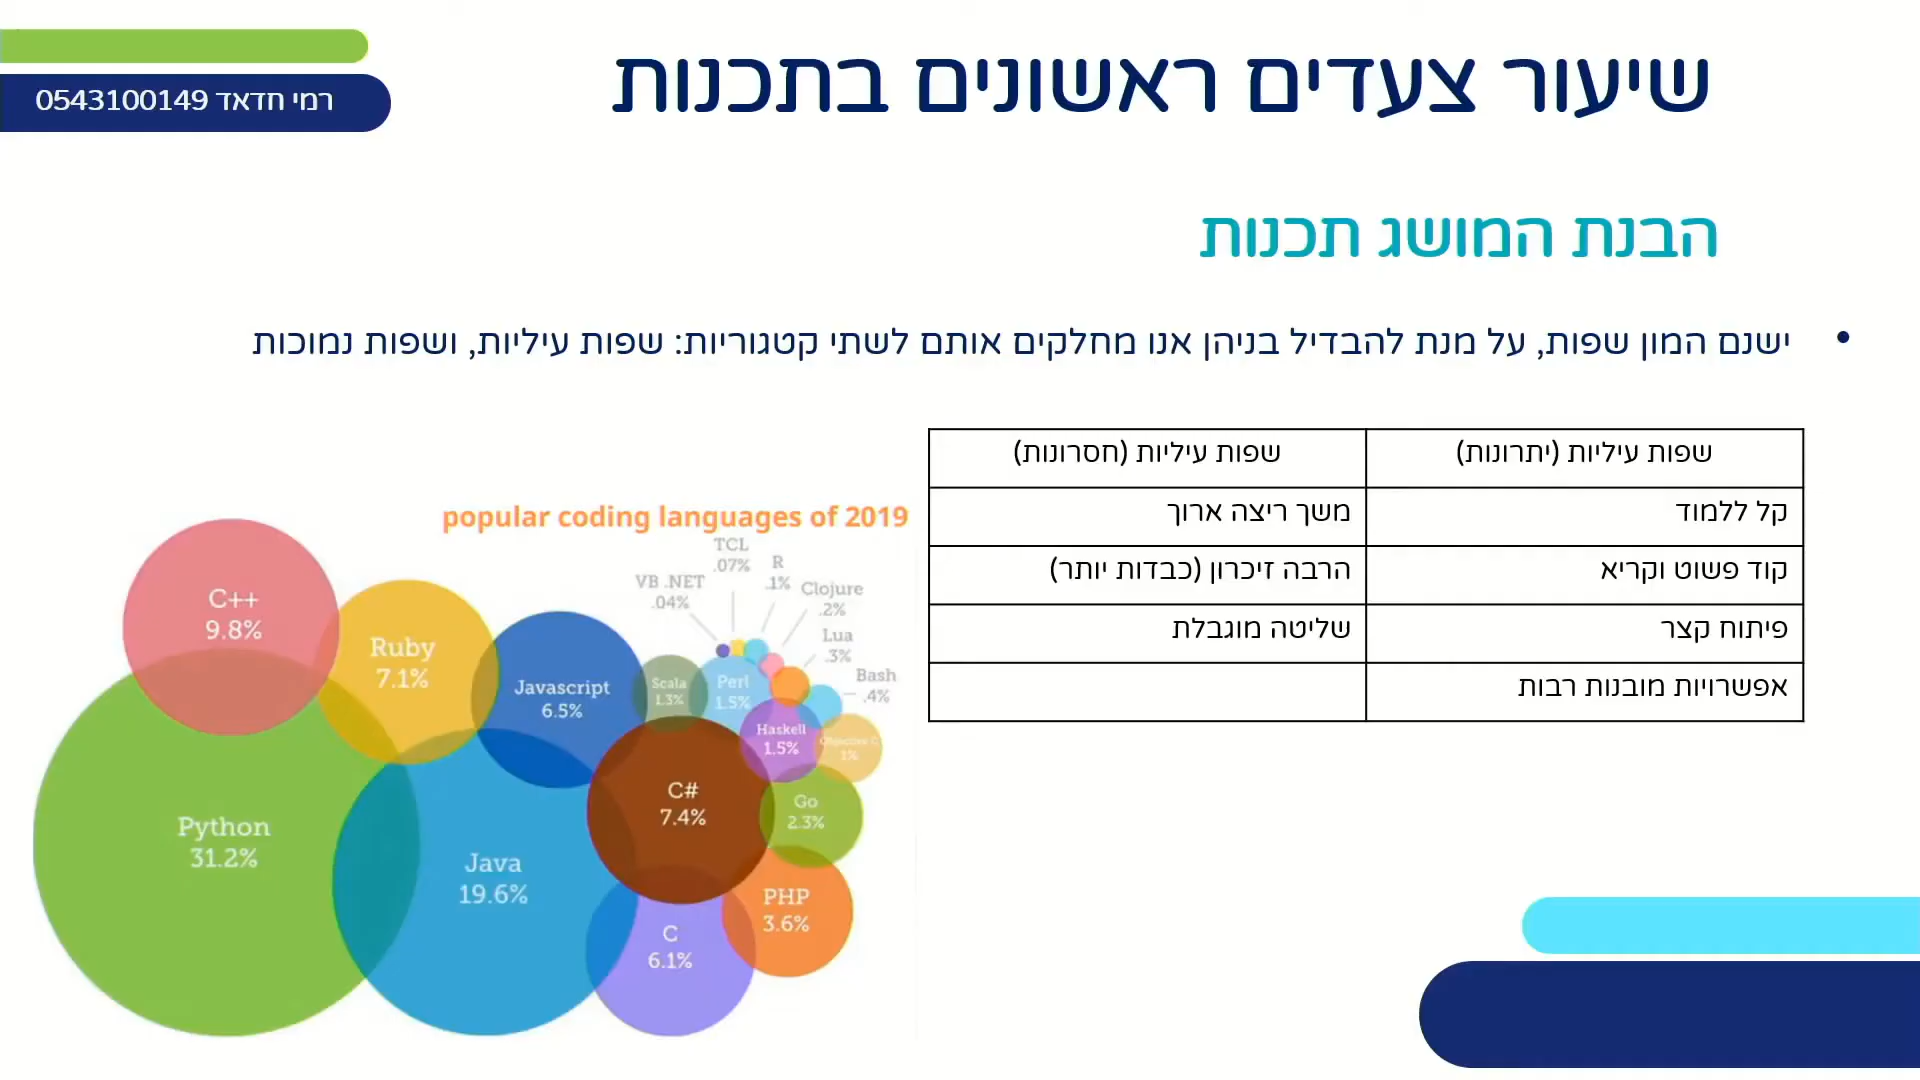 שיעור צעדים ראשונים בתכנות
רמי חדאד 0543100149
הבנת המושג תכנות
• ישנם המון שפות, על מנת להבדיל בניהן אנו מחלקים אותם לשתי קטגוריות: שפות עיליות, ושפות נמוכות
שפות עיליות (יתרונות) שפות עיליות (חסרונות)
קל ללמוד משך ריצה ארוך
קוד פשוט וקריא הרבה זיכרון (כבדות יותר)
פיתוח קצר שליטה מוגבלת
אפשרויות מובנות רבות
popular coding languages of 2019
TCL
.07%
R
.1%
VB .NET
.04%
Clojure
.2%
Lua
.3%
Bash
.4%
C++
9.8%
Ruby
7.1%
Javascript
6.5%
Scala
1.3%
Perl
1.5%
Haskell
1.5%
Objective C
1%
C#
7.4%
Go
2.3%
Python
31.2%
Java
19.6%
PHP
3.6%
C
6.1%